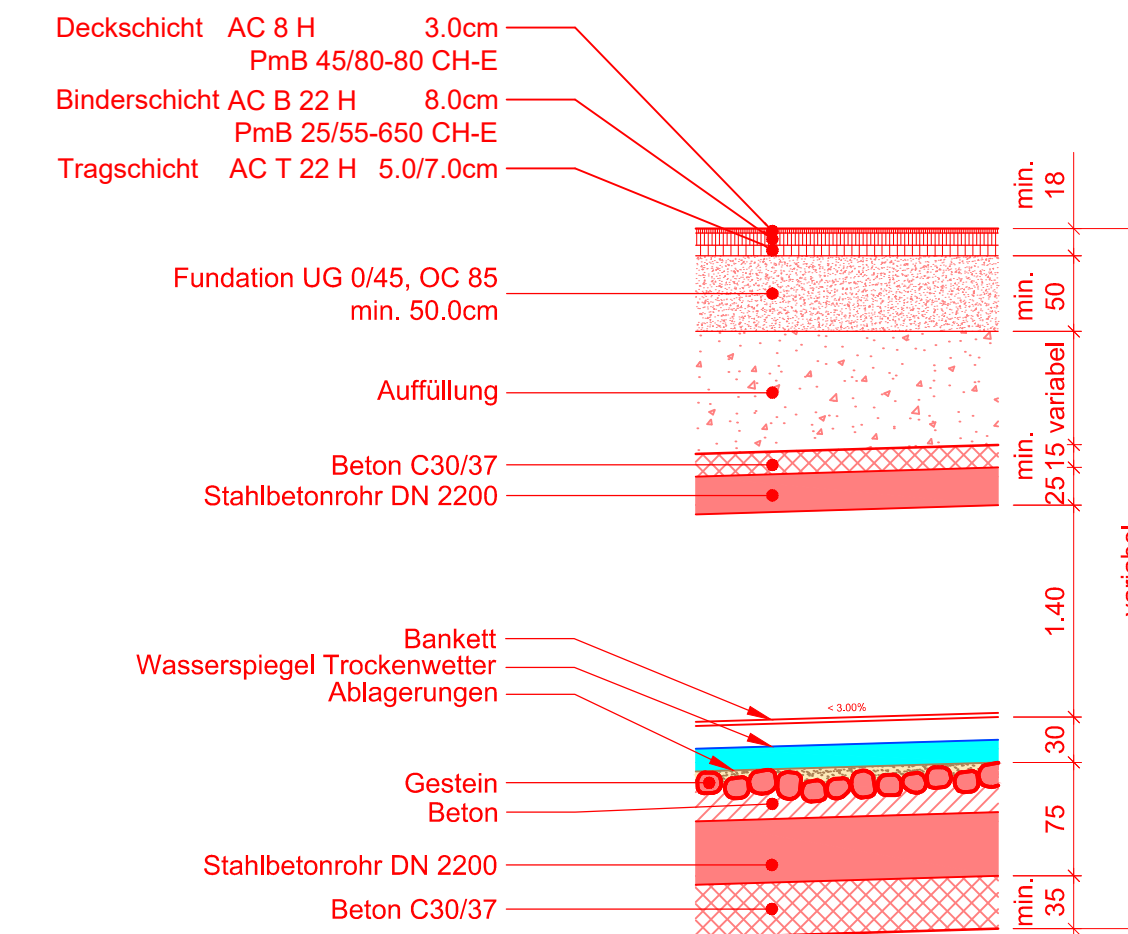 Deckschicht AC 8 H 3.0cm
PmB 45/80-80 CH-E
Binderschicht AC B 22 H 8.0cm
PmB 25/55-650 CH-E
Tragschicht AC T 22 H 5.0/7.0cm
Fundation UG 0/45, OC 85
min. 50.0cm
Auffüllung
Beton C30/37
Stahlbetonrohr DN 2200
Bankett
Wasserspiegel Trockenwetter
Ablagerungen
Gestein
Beton
Stahlbetonrohr DN 2200
Beton C30/37
< 3.00%
min.
18
min.
50
variabel
min.
15
25
1.40
30
75
min.
35